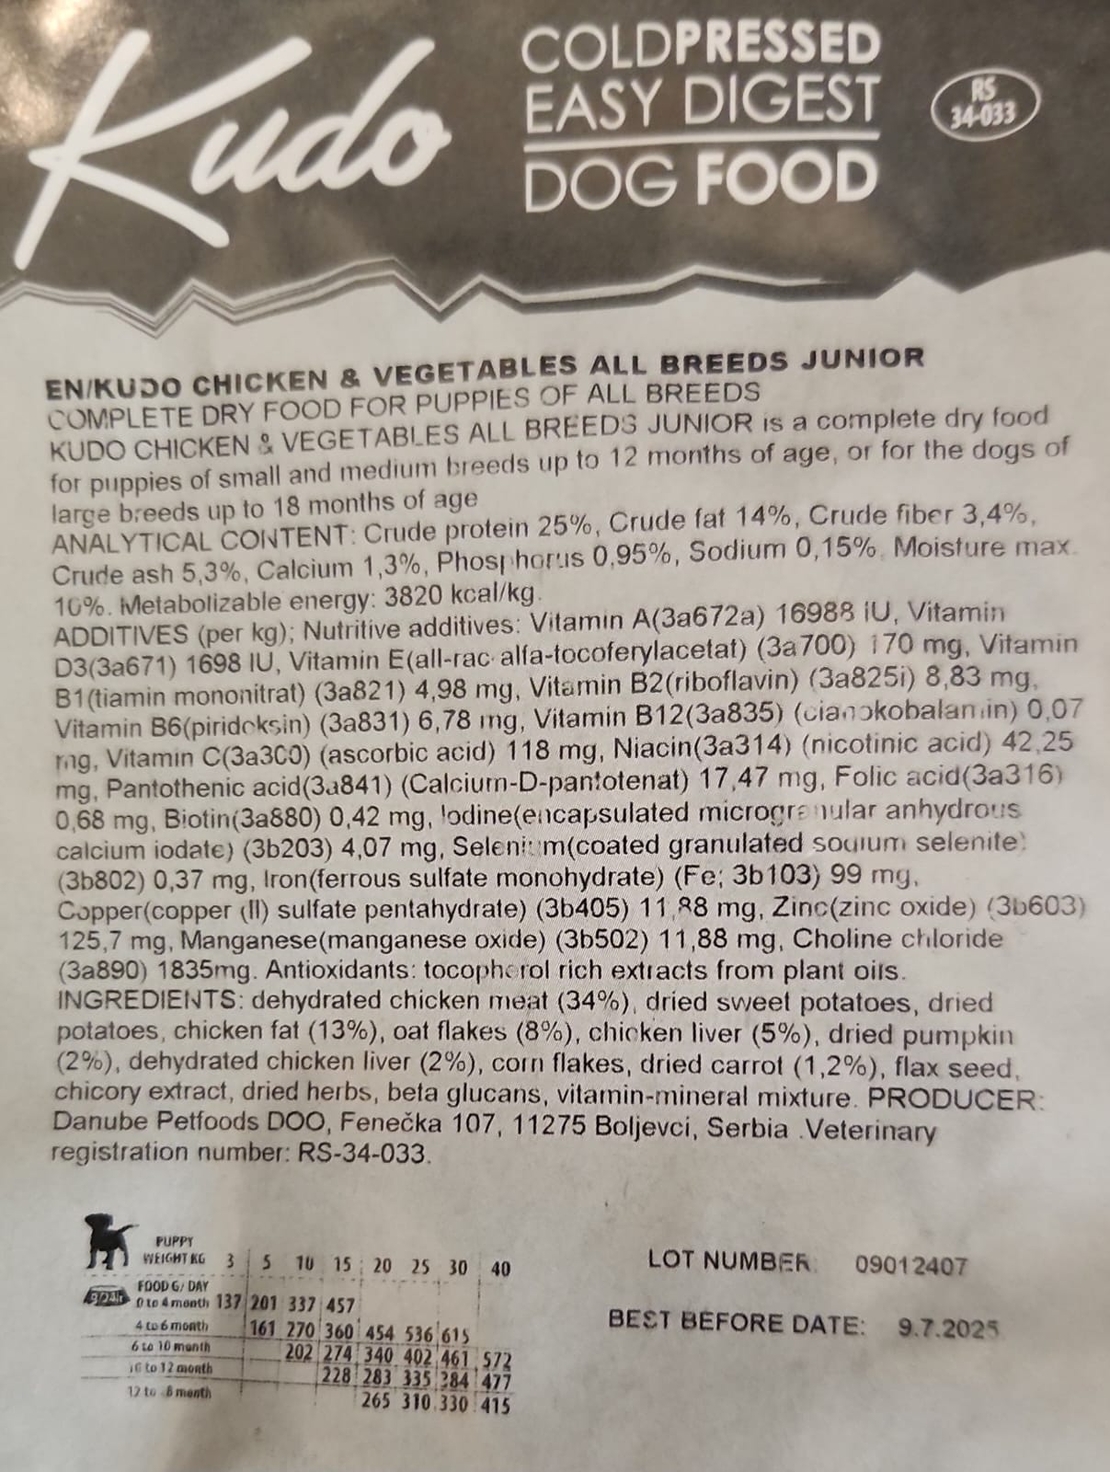 Kudo
COLDPRESSED
EASY DIGEST
DOG FOOD
RS
34-033
EN/KUDO CHICKEN & VEGETABLES ALL BREEDS JUNIOR
COMPLETE DRY FOOD FOR PUPPIES OF ALL BREEDS
KUDO CHICKEN & VEGETABLES ALL BREEDS JUNIOR is a complete dry food
for puppies of small and medium breeds up to 12 months of age, or for the dogs of
large breeds up to 18 months of age
ANALYTICAL CONTENT: Crude protein 25%, Crude fat 14%, Crude fiber 3,4%,
Crude ash 5,3%, Calcium 1,3%, Phosphorus 0,95%, Sodium 0,15%. Moisture max.
10%. Metabolizable energy: 3820 kcal/kg.
ADDITIVES (per kg); Nutritive additives: Vitamin A(3a672a) 16988 IU, Vitamin
D3(3a671) 1698 IU, Vitamin E(all-rac-alfa-tocoferylacetat) (3a700) 170 mg, Vitamin
B1(tiamin mononitrat) (3a821) 4,98 mg, Vitamin B2(riboflavin) (3a825i) 8,83 mg,
Vitamin B6(piridoksin) (3a831) 6,78 mg, Vitamin B12(3a835) (cianokobalamin) 0,07
mg, Vitamin C(3a300) (ascorbic acid) 118 mg, Niacin(3a314) (nicotinic acid) 42,25
mg, Pantothenic acid(3a841) (Calcium-D-pantotenat) 17,47 mg, Folic acid(3a316)
0,68 mg, Biotin(3a880) 0,42 mg, Iodine(encapsulated microgranular anhydrous
calcium iodate) (3b203) 4,07 mg, Selenium(coated granulated sodium selenite)
(3b802) 0,37 mg, Iron(ferrous sulfate monohydrate) (Fe; 3b103) 99 mg,
Copper(copper (II) sulfate pentahydrate) (3b405) 11,88 mg, Zinc(zinc oxide) (3b603)
125,7 mg, Manganese(manganese oxide) (3b502) 11,88 mg, Choline chloride
(3a890) 1835mg. Antioxidants: tocopherol rich extracts from plant oils.
INGREDIENTS: dehydrated chicken meat (34%), dried sweet potatoes, dried
potatoes, chicken fat (13%), oat flakes (8%), chicken liver (5%), dried pumpkin
(2%), dehydrated chicken liver (2%), corn flakes, dried carrot (1,2%), flax seed,
chicory extract, dried herbs, beta glucans, vitamin-mineral mixture. PRODUCER:
Danube Petfoods DOO, Fenečka 107, 11275 Boljevci, Serbia .Veterinary
registration number: RS-34-033.
PUPPY
WEIGHT KG 3 5 10 15 20 25 30 40
FOOD G/ DAY
0 to 4 month 137 201 337 457
4 to 6 month 161 270 360 454 536 615
6 to 10 month 202 274 340 402 461 572
10 to 12 month 228 283 335 384 477
12 to month 265 310 330 415
LOT NUMBER: 09012407
BEST BEFORE DATE: 9.7.2025